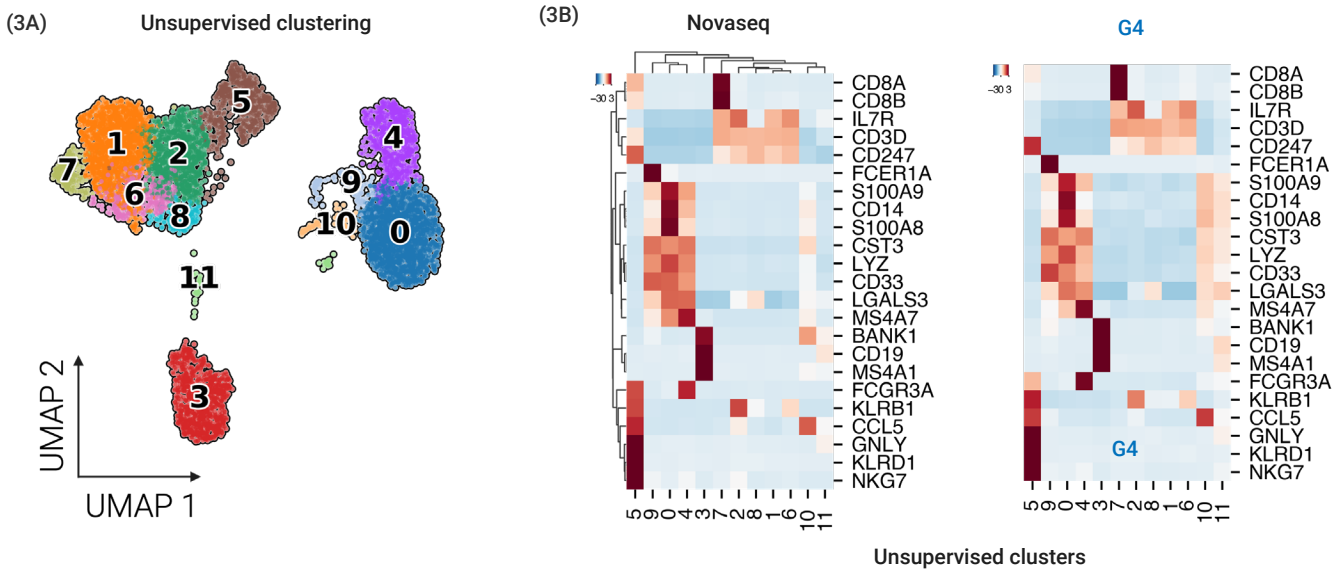 (3A)
Unsupervised clustering
5
1
2
7
6
8
4
9
10
0
11
3
UMAP 2
UMAP 1
(3B)
Novaseq
−30 3
CD8A
CD8B
IL7R
CD3D
CD247
FCER1A
S100A9
CD14
S100A8
CST3
LYZ
CD33
LGALS3
MS4A7
BANK1
CD19
MS4A1
FCGR3A
KLRB1
CCL5
GNLY
KLRD1
NKG7
5 9 0 4 3 7 2 8 1 6 10 11
G4
−30 3
CD8A
CD8B
IL7R
CD3D
CD247
FCER1A
S100A9
CD14
S100A8
CST3
LYZ
CD33
LGALS3
MS4A7
BANK1
CD19
MS4A1
FCGR3A
KLRB1
CCL5
GNLY
G4
KLRD1
NKG7
5 9 0 4 3 7 2 8 1 6 10 11
Unsupervised clusters